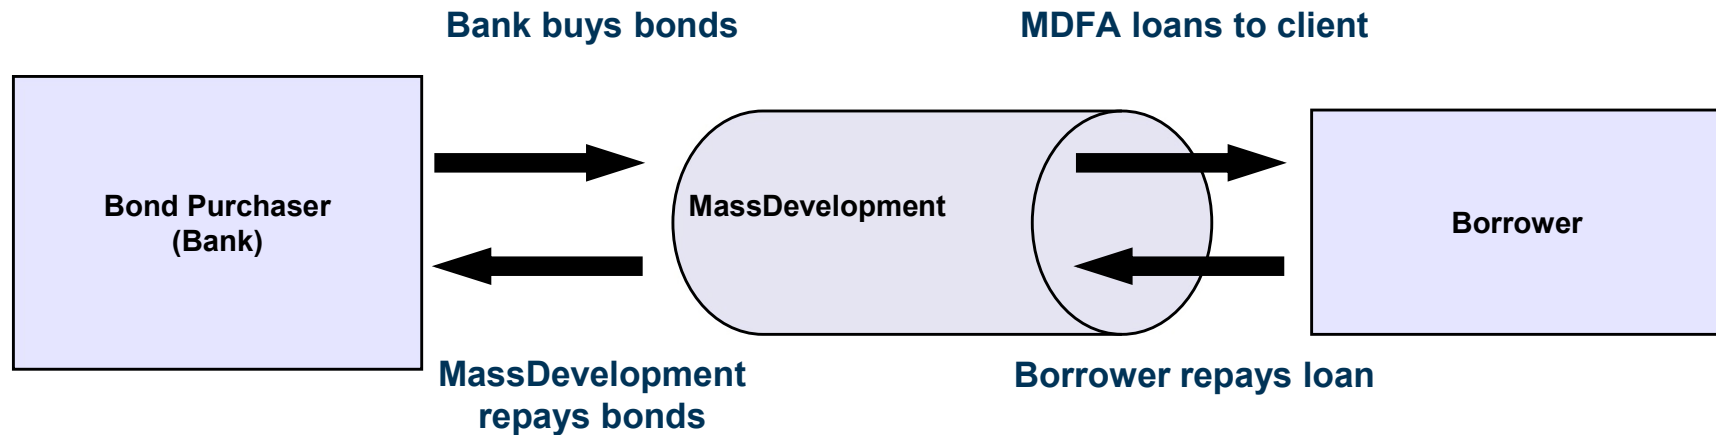 Bank buys bonds
MDFA loans to client
Bond Purchaser
(Bank)
MassDevelopment
Borrower
MassDevelopment
repays bonds
Borrower repays loan